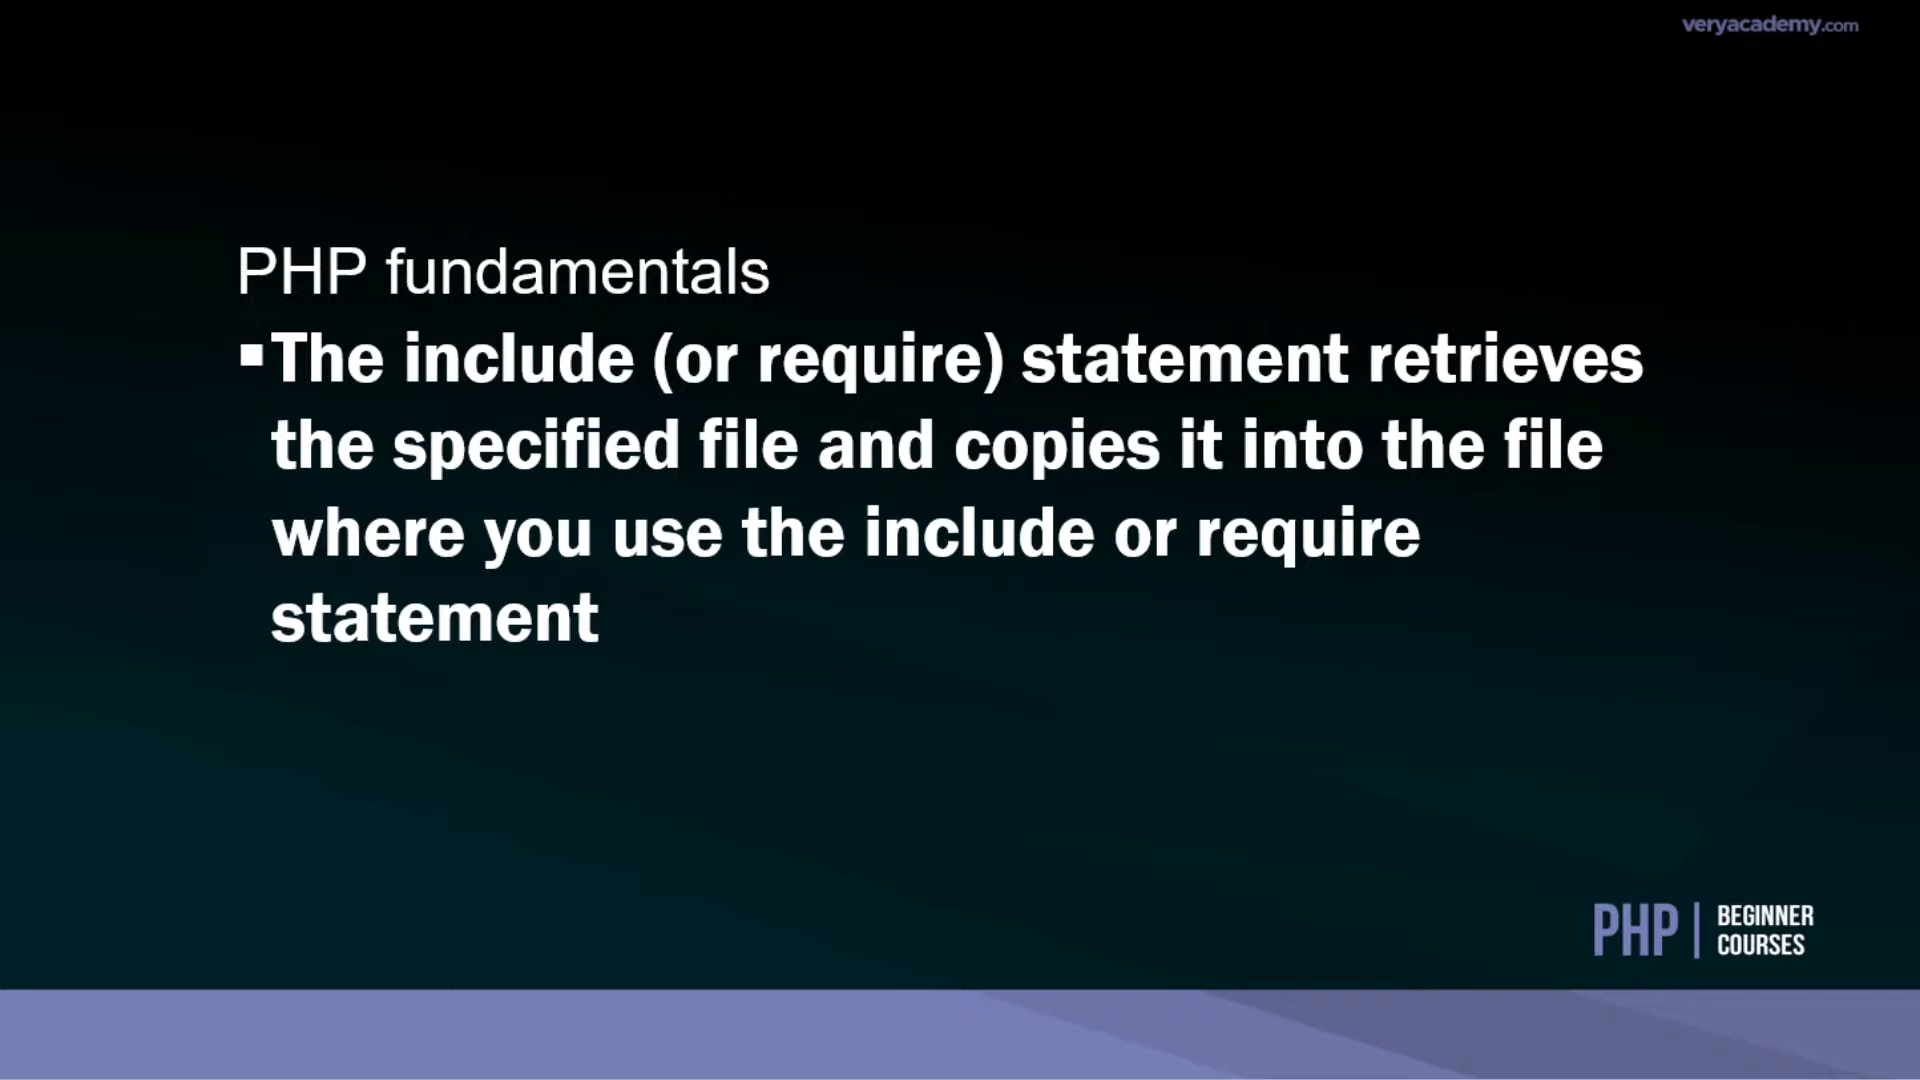 veryacademy.com
PHP fundamentals
▪The include (or require) statement retrieves
the specified file and copies it into the file
where you use the include or require
statement
PHP | BEGINNER
COURSES